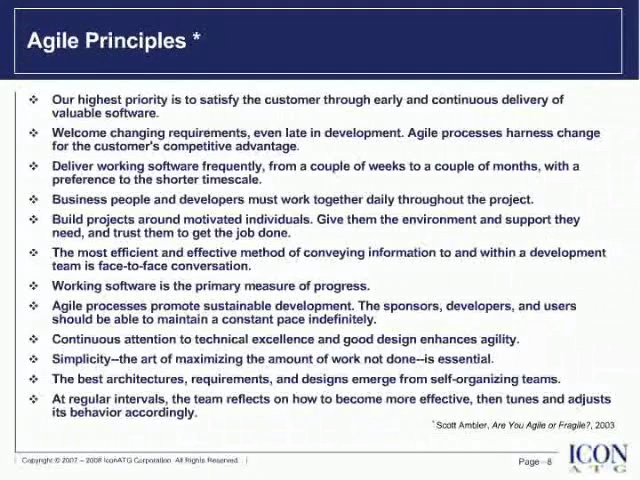 Agile Principles *
❖ Our highest priority is to satisfy the customer through early and continuous delivery of
valuable software.
❖ Welcome changing requirements, even late in development. Agile processes harness change
for the customer's competitive advantage.
❖ Deliver working software frequently, from a couple of weeks to a couple of months, with a
preference to the shorter timescale.
❖ Business people and developers must work together daily throughout the project.
❖ Build projects around motivated individuals. Give them the environment and support they
need, and trust them to get the job done.
❖ The most efficient and effective method of conveying information to and within a development
team is face-to-face conversation.
❖ Working software is the primary measure of progress.
❖ Agile processes promote sustainable development. The sponsors, developers, and users
should be able to maintain a constant pace indefinitely.
❖ Continuous attention to technical excellence and good design enhances agility.
❖ Simplicity--the art of maximizing the amount of work not done--is essential.
❖ The best architectures, requirements, and designs emerge from self-organizing teams.
❖ At regular intervals, the team reflects on how to become more effective, then tunes and adjusts
its behavior accordingly.
* Scott Ambler, Are You Agile or Fragile?, 2003
| Copyright © 2007 – 2008 IconATG Corporation. All Rights Reserved. |
Page - 8
ICON
A T G